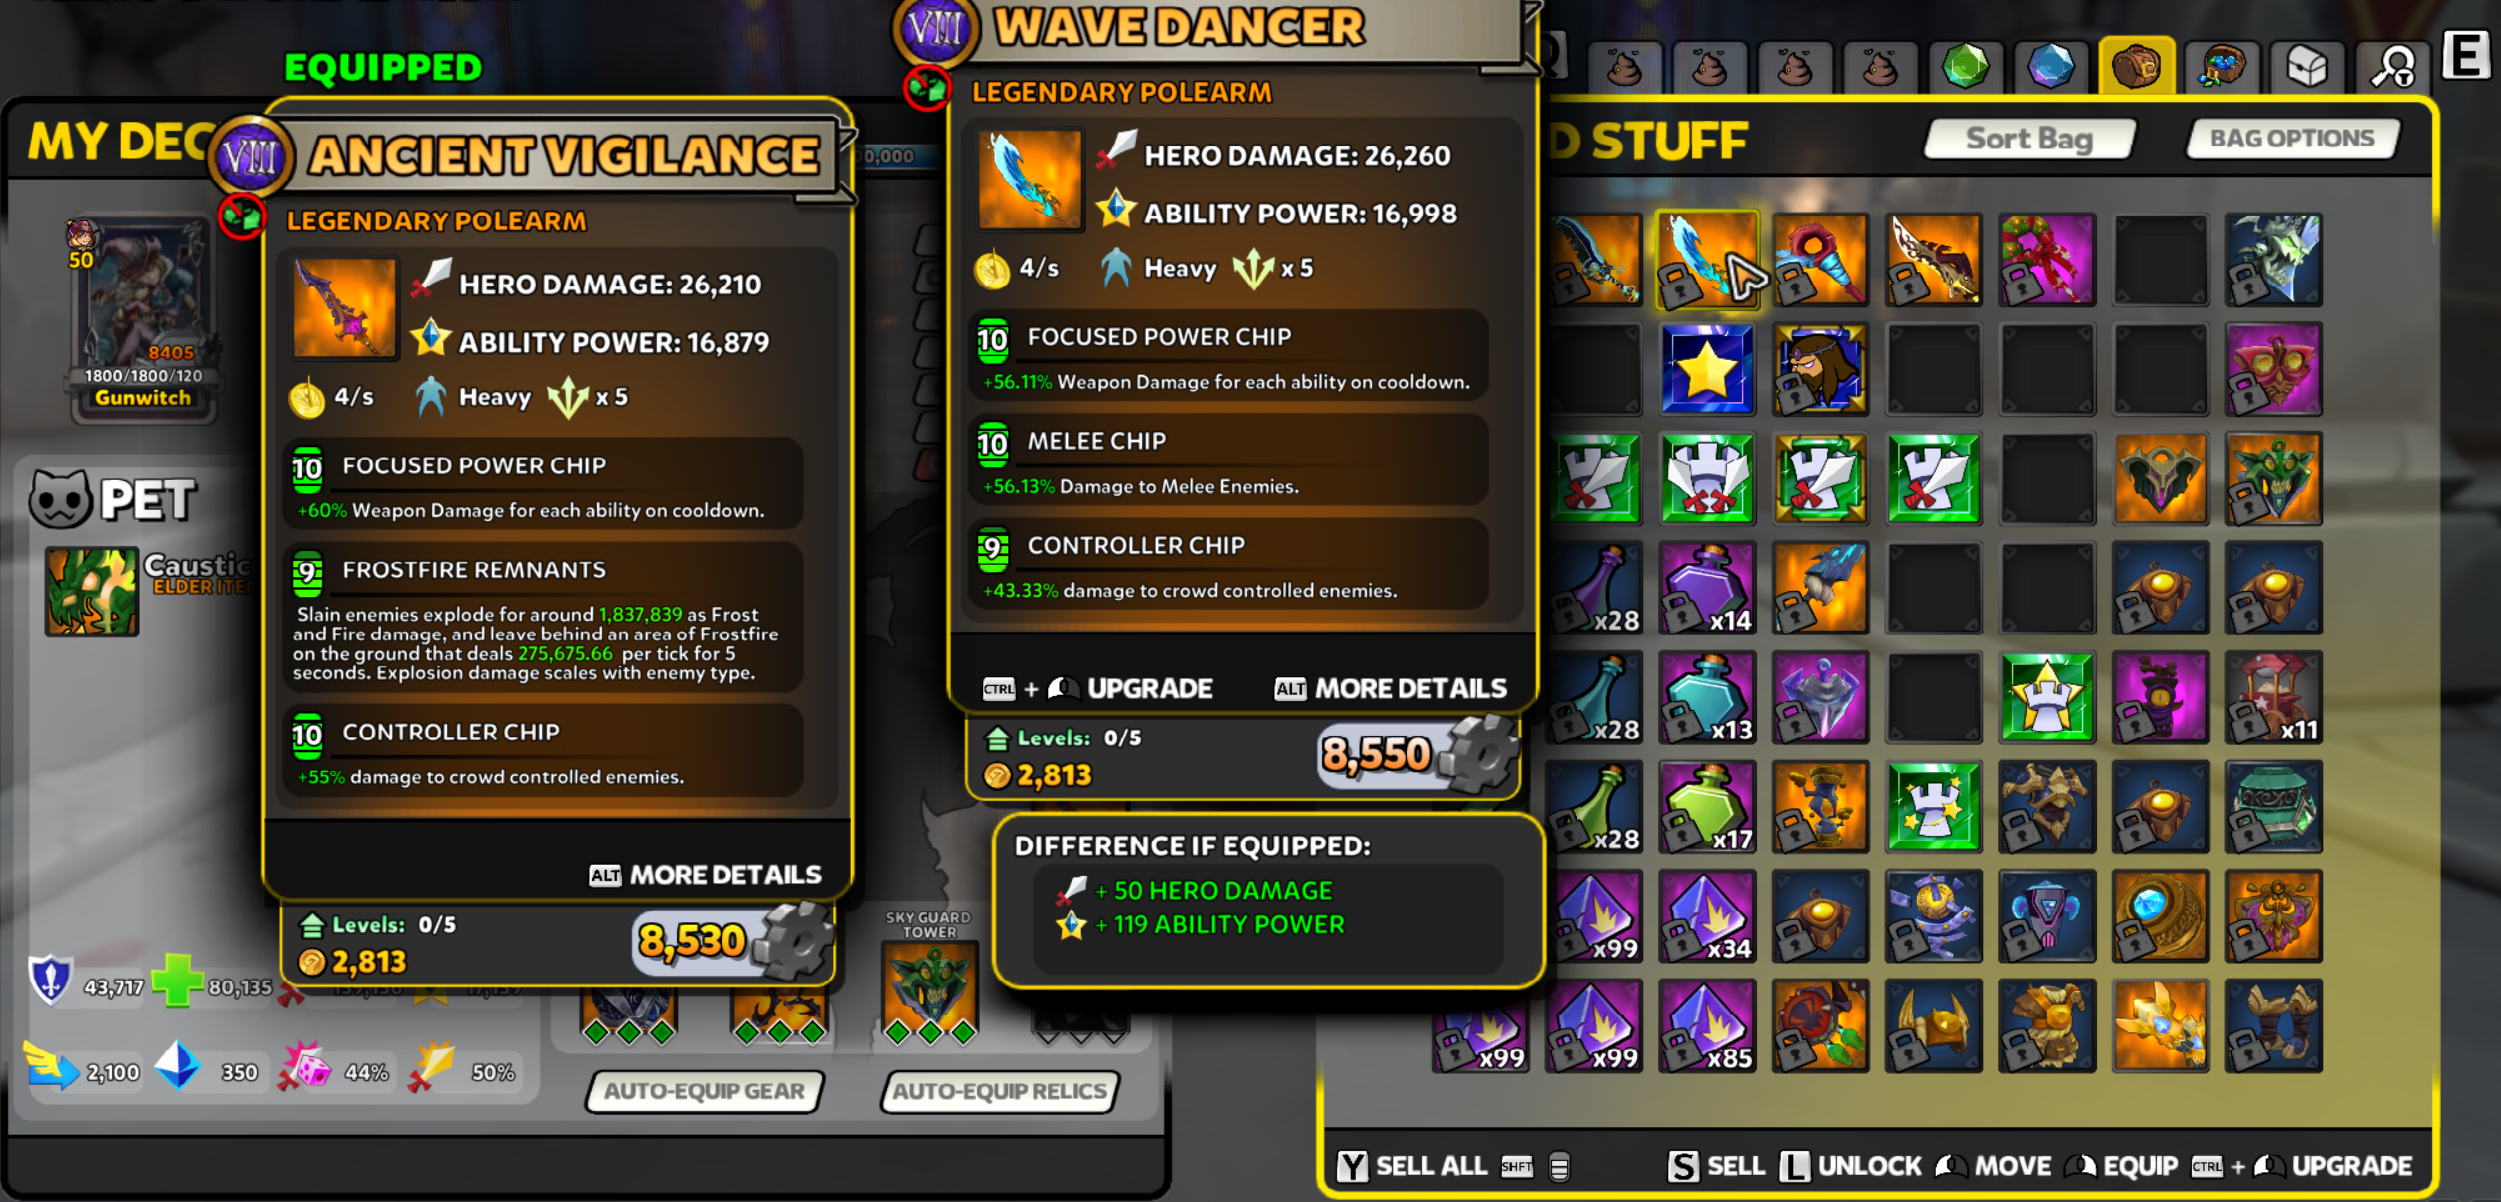 EQUIPPED
MY DEC
VIII
ANCIENT VIGILANCE
LEGENDARY POLEARM
HERO DAMAGE: 26,210
ABILITY POWER: 16,879
4/s
Heavy
x 5
10
FOCUSED POWER CHIP
+60% Weapon Damage for each ability on cooldown.
9
FROSTFIRE REMNANTS
Slain enemies explode for around 1,837,839 as Frost
and Fire damage, and leave behind an area of Frostfire
on the ground that deals 275,675.66 per tick for 5
seconds. Explosion damage scales with enemy type.
10
CONTROLLER CHIP
+55% damage to crowd controlled enemies.
ALT MORE DETAILS
Levels: 0/5
2,813
8,530
50
8405
1800/1800/120
Gunwitch
PET
Caustic
ELDER ITE
43,717
80,135
2,100
350
44%
50%
SKY GUARD
TOWER
AUTO-EQUIP GEAR
AUTO-EQUIP RELICS
VIII
WAVE DANCER
LEGENDARY POLEARM
HERO DAMAGE: 26,260
ABILITY POWER: 16,998
4/s
Heavy
x 5
10
FOCUSED POWER CHIP
+56.11% Weapon Damage for each ability on cooldown.
10
MELEE CHIP
+56.13% Damage to Melee Enemies.
9
CONTROLLER CHIP
+43.33% damage to crowd controlled enemies.
CTRL + UPGRADE
ALT MORE DETAILS
Levels: 0/5
2,813
8,550
DIFFERENCE IF EQUIPPED:
+ 50 HERO DAMAGE
+ 119 ABILITY POWER
E
D STUFF
Sort Bag
BAG OPTIONS
x28
x14
x28
x13
x11
x28
x17
x99
x34
x99
x99
x85
Y SELL ALL SHFT
S SELL
L UNLOCK
MOVE
EQUIP
CTRL + UPGRADE